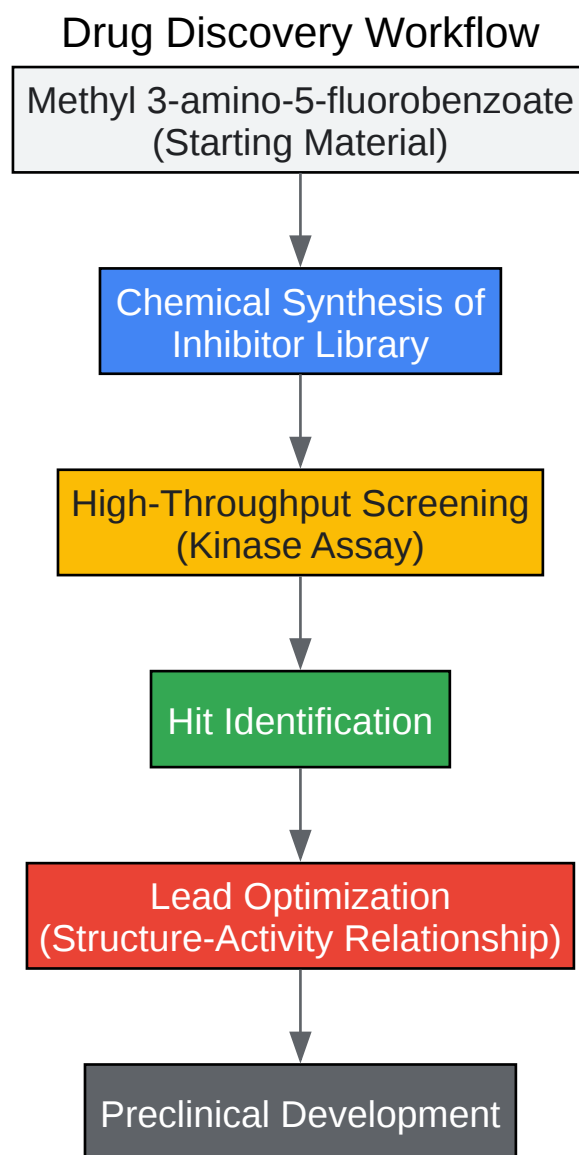 Drug Discovery Workflow
Methyl 3-amino-5-fluorobenzoate
(Starting Material)
Chemical Synthesis of
Inhibitor Library
High-Throughput Screening
(Kinase Assay)
Hit Identification
Lead Optimization
(Structure-Activity Relationship)
Preclinical Development